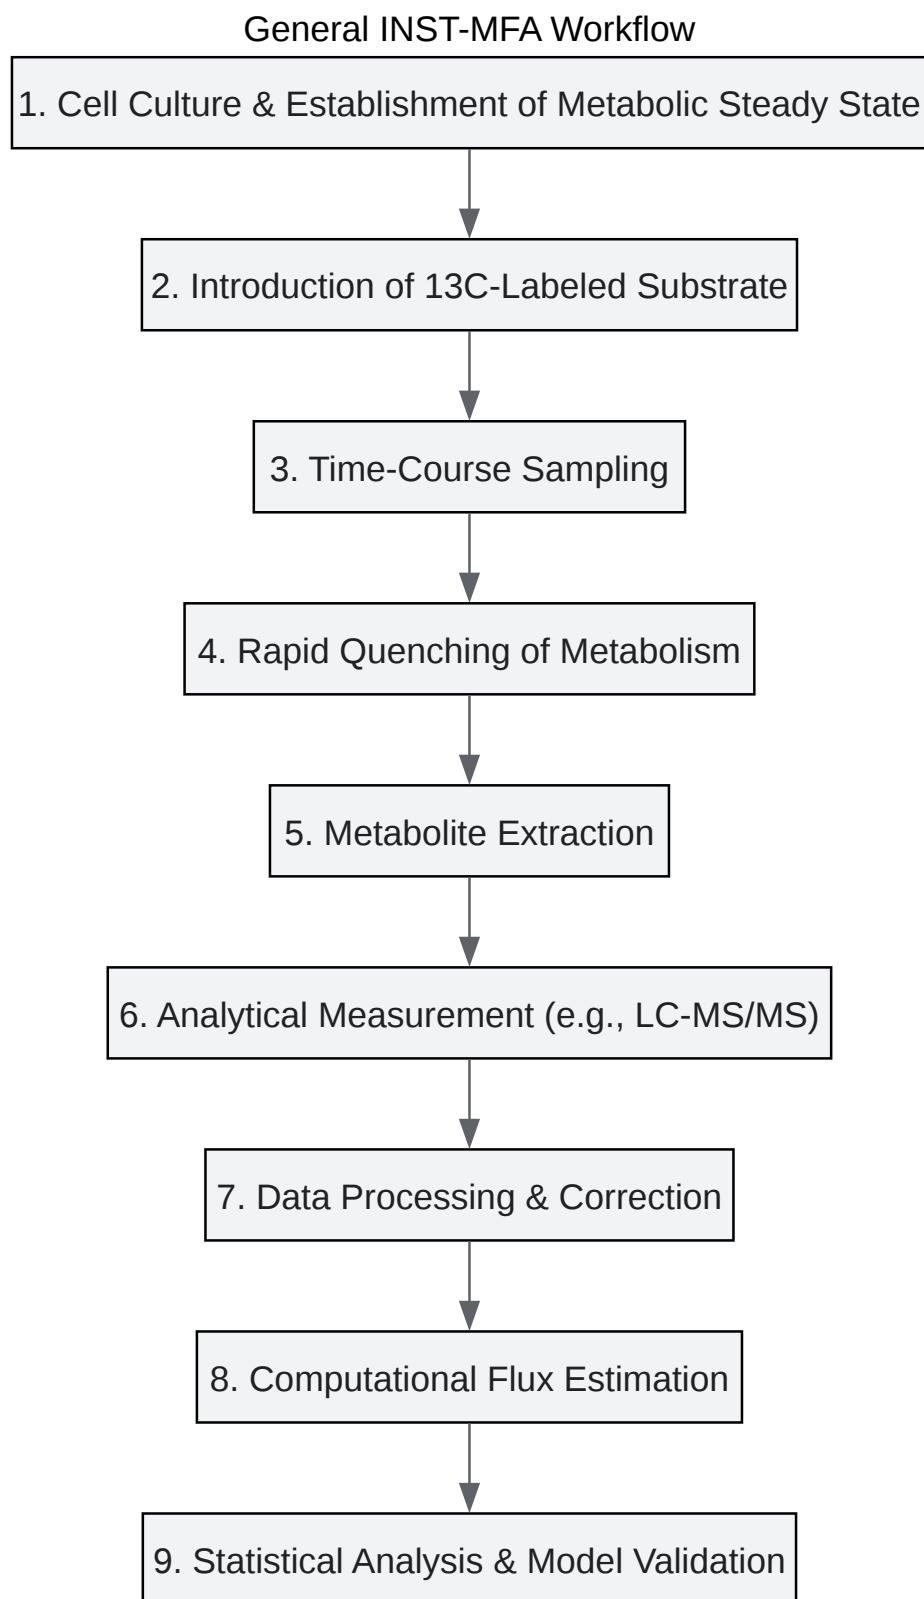 General INST-MFA Workflow
1. Cell Culture & Establishment of Metabolic Steady State
2. Introduction of 13C-Labeled Substrate
3. Time-Course Sampling
4. Rapid Quenching of Metabolism
5. Metabolite Extraction
6. Analytical Measurement (e.g., LC-MS/MS)
7. Data Processing & Correction
8. Computational Flux Estimation
9. Statistical Analysis & Model Validation